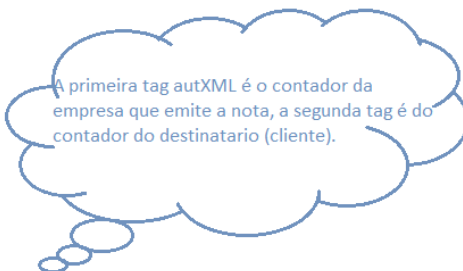 A primeira tag autXML é o contador da
empresa que emite a nota, a segunda tag é do
contador do destinatario (cliente).